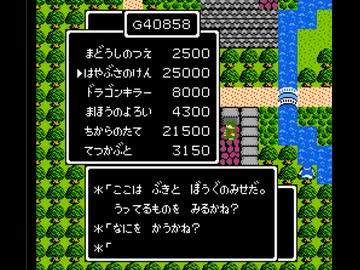 G40858
まどうしのつえ 2500
▶はやぶさのけん 25000
ドラゴンキラー 8000
まほうのよろい 4300
ちからのたて 21500
てつかぶと 3150
*「ここは ぶきと ぼうぐのみせだ。
うってるものを みるかね?
*「なにを かうかね?
*「